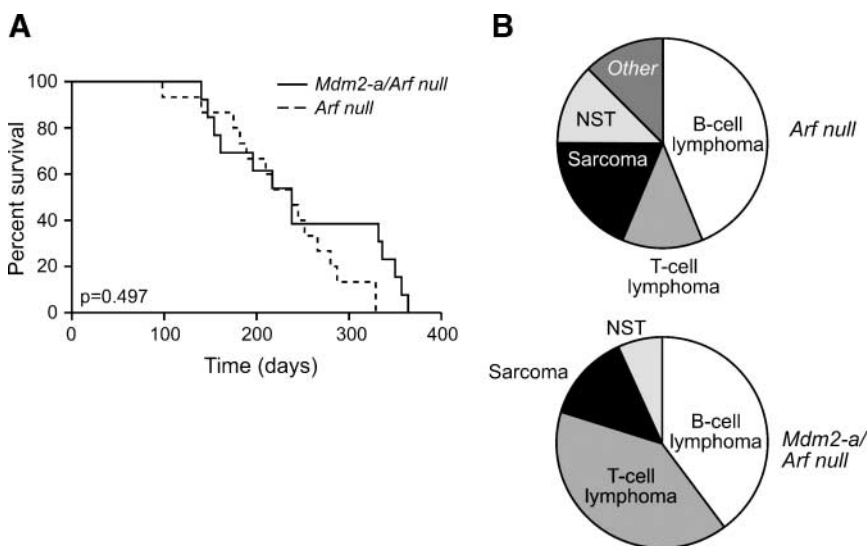 A
100
80
60
40
20
0
Percent survival
Mdm2-a/Arf null
Arf null
p=0.497
0
100
200
300
400
Time (days)
B
Other
NST
B-cell
lymphoma
Sarcoma
T-cell
lymphoma
Arf null
NST
Sarcoma
B-cell
lymphoma
T-cell
lymphoma
Mdm2-a/
Arf null